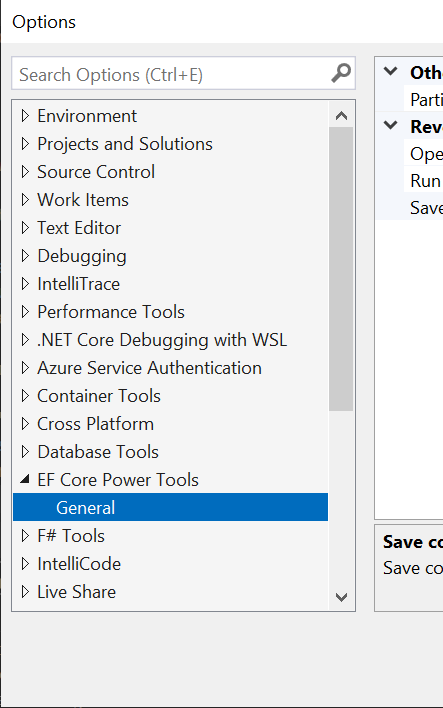 Options
Search Options (Ctrl+E)
Environment
Projects and Solutions
Source Control
Work Items
Text Editor
Debugging
IntelliTrace
Performance Tools
.NET Core Debugging with WSL
Azure Service Authentication
Container Tools
Cross Platform
Database Tools
EF Core Power Tools
General
F# Tools
IntelliCode
Live Share
Oth
Parti
Rev
Ope
Run
Save
Save co
Save co